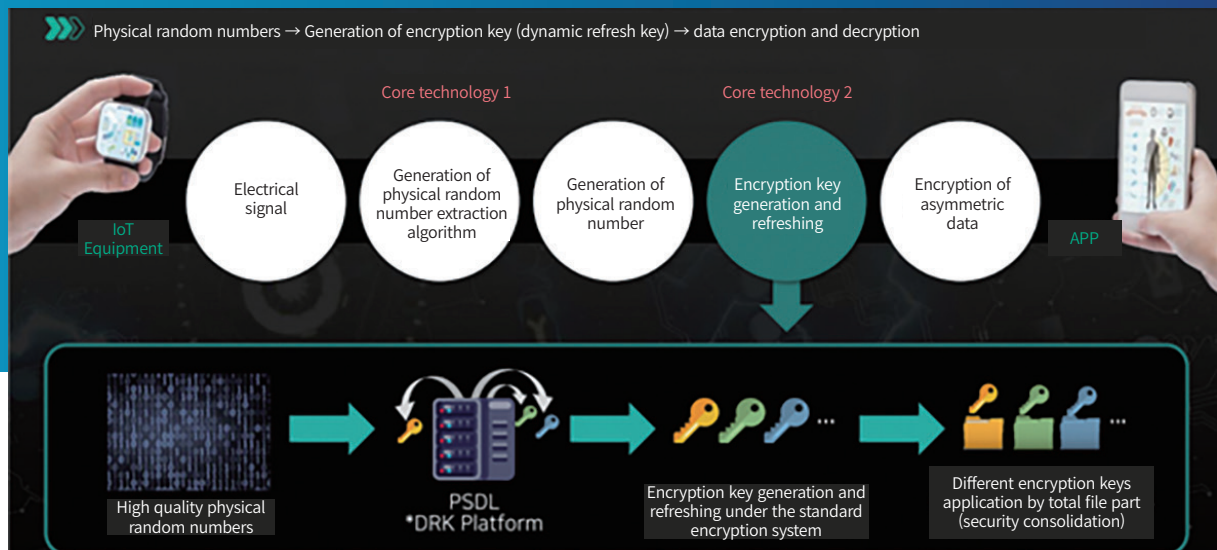 Physical random numbers → Generation of encryption key (dynamic refresh key) → data encryption and decryption
Core technology 1
Core technology 2
IoT
Equipment
Electrical
signal
Generation of
physical random
number extraction
algorithm
Generation of
physical random
number
Encryption key
generation and
refreshing
Encryption of
asymmetric
data
APP
High quality physical
random numbers
PSDL
*DRK Platform
Encryption key generation and
refreshing under the standard
encryption system
...
Different encryption keys
application by total file part
(security consolidation)
...